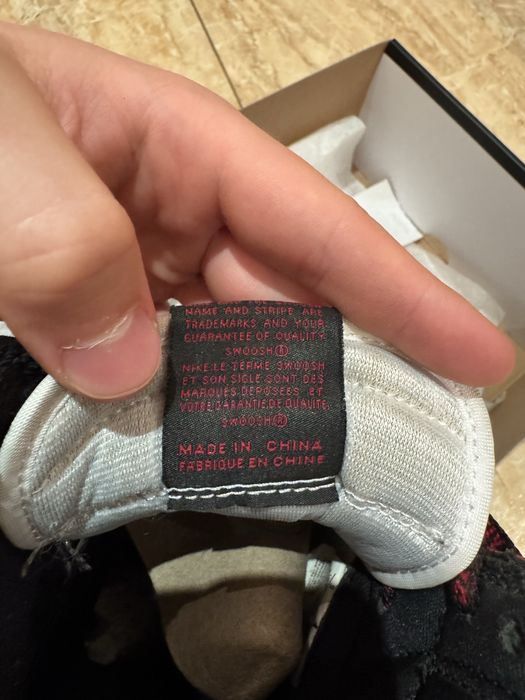 NAME AND STRIPE ARE
TRADEMARKS AND YOUR
GUARANTEE OF QUALITY
SWOOSH®
NIKE:LE TERME SWOOSH
ET SON SIGLE SONT DES
MARQUES DEPOSEES ET
VOTRE GARANTIE DE QUALITE
SWOOSH®
MADE IN CHINA
FABRIQUE EN CHINE